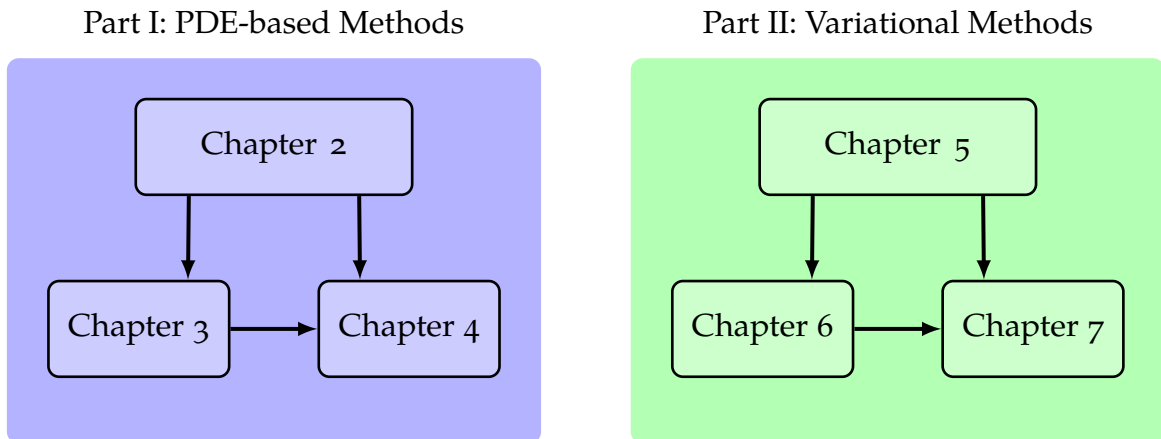 Part I: PDE-based Methods
Part II: Variational Methods
Chapter 2
Chapter 5
Chapter 3
Chapter 4
Chapter 6
Chapter 7